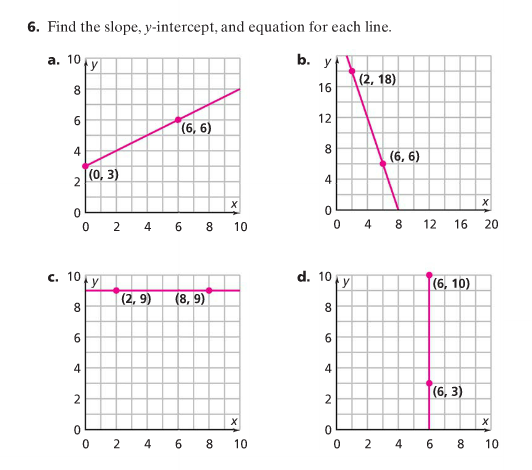 6. Find the slope, y-intercept, and equation for each line.
a. 10 y
8
6
(6, 6)
4
2 (0, 3)
x
0
0 2 4 6 8 10
b. y
(2, 18)
16
12
8
(6, 6)
4
x
0
0 4 8 12 16 20
c. 10 y
(2, 9) (8, 9)
8
6
4
2
x
0
0 2 4 6 8 10
d. 10 y
(6, 10)
8
6
4
(6, 3)
2
x
0
0 2 4 6 8 10